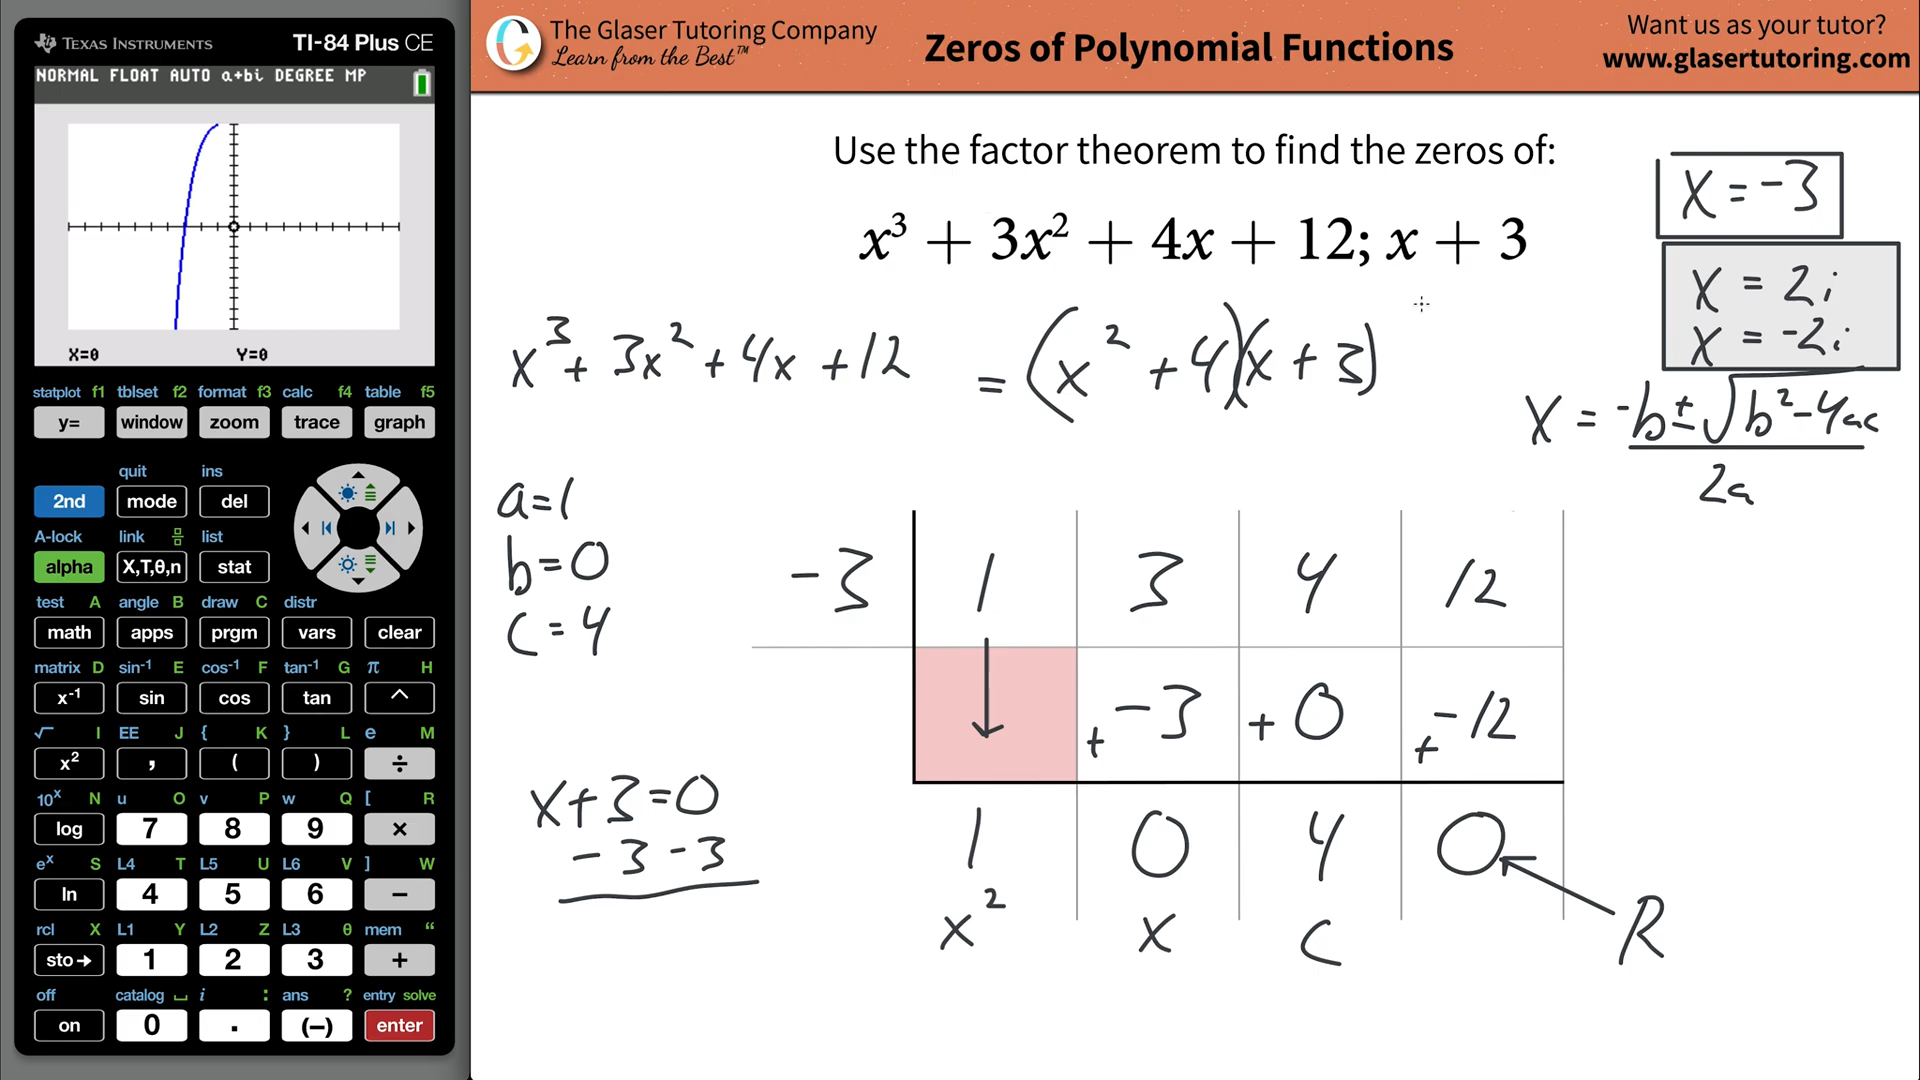 TEXAS INSTRUMENTS TI-84 Plus CE
NORMAL FLOAT AUTO a+bi DEGREE MP
X=0 Y=0
statplot f1 tblset f2 format f3 calc f4 table f5
y= window zoom trace graph
quit ins
2nd mode del
A-lock link list
alpha X,T,θ,n stat
test A angle B draw C distr
math apps prgm vars clear
matrix D sin⁻¹ E cos⁻¹ F tan⁻¹ G π H
x⁻¹ sin cos tan ^
√ I EE J { K } L e M
x² , ( ) ÷
10ˣ N u O v P w Q [ R
log 7 8 9 ×
eˣ S L4 T L5 U L6 V ] W
ln 4 5 6 −
rcl X L1 Y L2 Z L3 θ mem "
sto→ 1 2 3 +
off catalog ⎵ i : ans ? entry solve
on 0 . (−) enter
The Glaser Tutoring Company
Learn from the Best™
Zeros of Polynomial Functions
Want us as your tutor?
www.glasertutoring.com
Use the factor theorem to find the zeros of:
x³ + 3x² + 4x + 12; x + 3
x = -3
x = 2i
x = -2i
x³ + 3x² + 4x + 12 = (x² + 4)(x + 3)
x = -b ± √b² - 4ac
2a
a=1
b=0
c=4
-3 1 3 4 12
+ -3 + 0 + -12
1 0 4 0
x² x c R
x+3=0
-3 -3